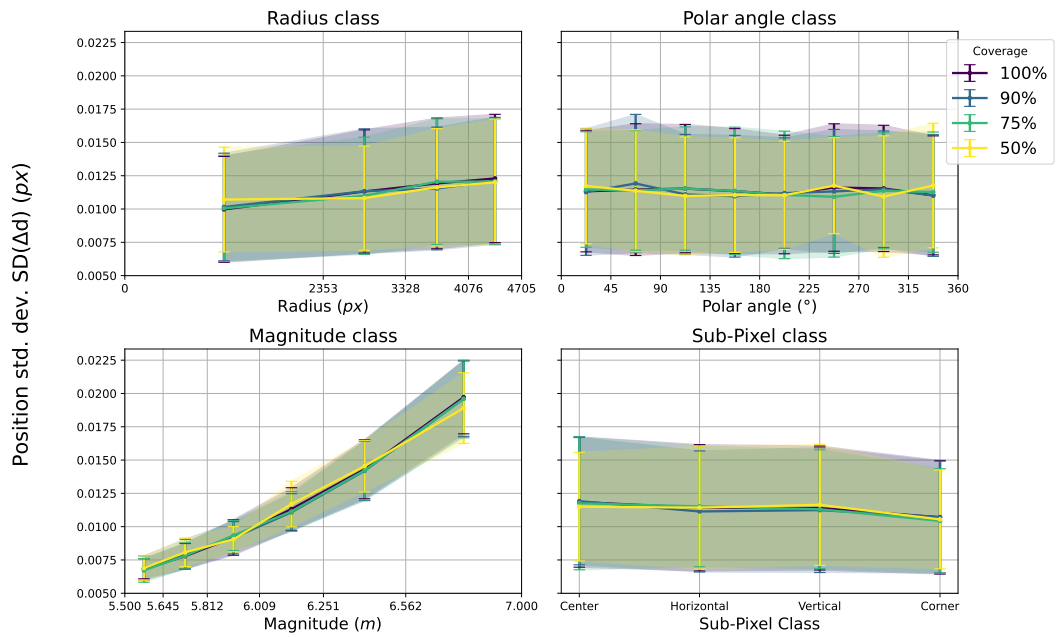 Radius class
Polar angle class
0.0225
0.0200
0.0175
0.0150
0.0125
0.0100
0.0075
0.0050
0
2353
3328
4076
4705
Radius (px)
0
45
90
135
180
225
270
315
360
Polar angle (°)
Coverage
100%
90%
75%
50%
Position std. dev. SD(Δd) (px)
Magnitude class
Sub-Pixel class
0.0225
0.0200
0.0175
0.0150
0.0125
0.0100
0.0075
0.0050
5.500
5.645
5.812
6.009
6.251
6.562
7.000
Magnitude (m)
Center
Horizontal
Vertical
Corner
Sub-Pixel Class